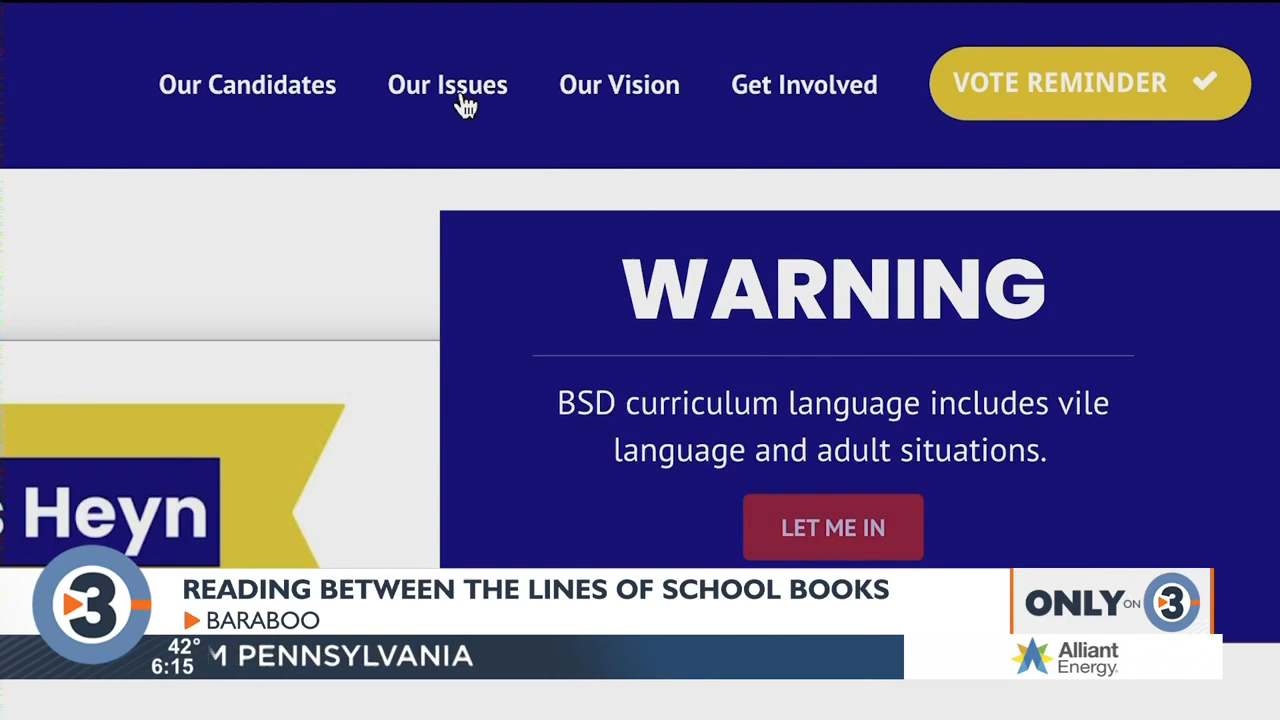 Our Candidates Our Issues Our Vision Get Involved VOTE REMINDER
WARNING
BSD curriculum language includes vile
language and adult situations.
LET ME IN
Heyn
3
READING BETWEEN THE LINES OF SCHOOL BOOKS
BARABOO
ONLY ON 3
42°
6:15
M PENNSYLVANIA
Alliant
Energy